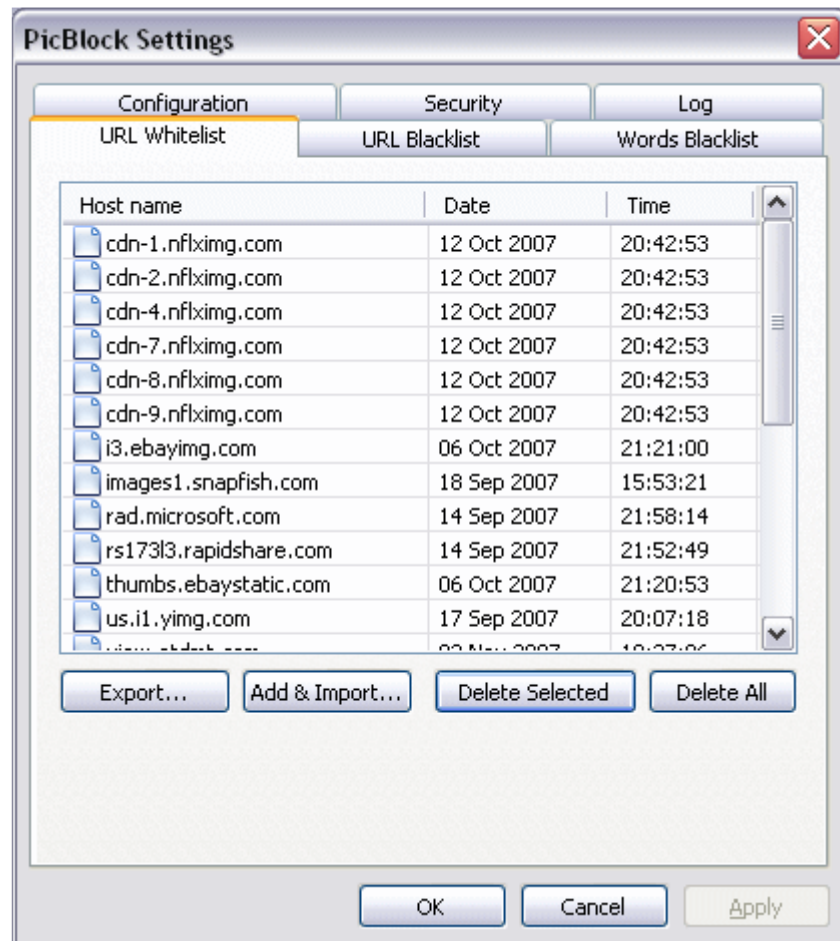 PicBlock Settings
Configuration Security Log
URL Whitelist URL Blacklist Words Blacklist
Host name Date Time
cdn-1.nflximg.com 12 Oct 2007 20:42:53
cdn-2.nflximg.com 12 Oct 2007 20:42:53
cdn-4.nflximg.com 12 Oct 2007 20:42:53
cdn-7.nflximg.com 12 Oct 2007 20:42:53
cdn-8.nflximg.com 12 Oct 2007 20:42:53
cdn-9.nflximg.com 12 Oct 2007 20:42:53
i3.ebayimg.com 06 Oct 2007 21:21:00
images1.snapfish.com 18 Sep 2007 15:53:21
rad.microsoft.com 14 Sep 2007 21:58:14
rs173l3.rapidshare.com 14 Sep 2007 21:52:49
thumbs.ebaystatic.com 06 Oct 2007 21:20:53
us.i1.yimg.com 17 Sep 2007 20:07:18
Export... Add & Import... Delete Selected Delete All
OK Cancel Apply